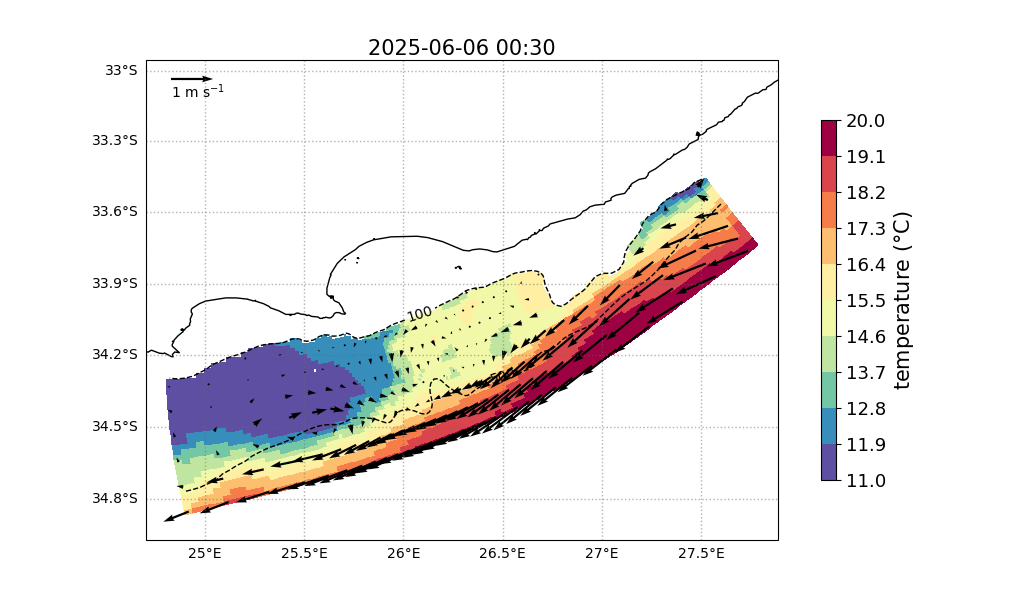 2025-06-06 00:30
1 m s⁻¹
33°S
33.3°S
33.6°S
33.9°S
34.2°S
34.5°S
34.8°S
100
25°E
25.5°E
26°E
26.5°E
27°E
27.5°E
20.0
19.1
18.2
17.3
16.4
15.5
14.6
13.7
12.8
11.9
11.0
temperature (°C)